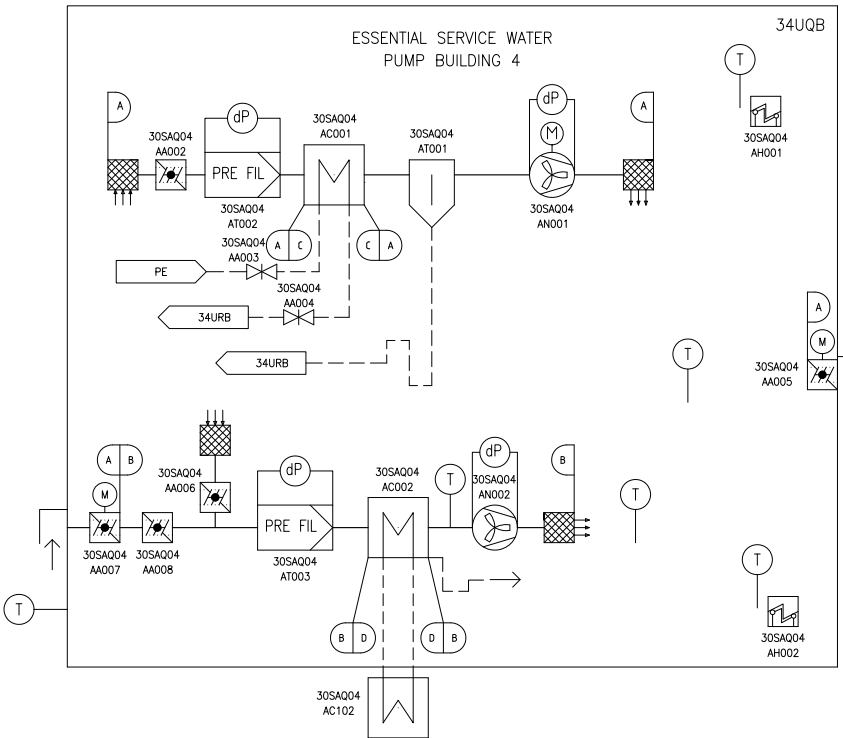 34UQB
ESSENTIAL SERVICE WATER
PUMP BUILDING 4
T
A
dP
30SAQ04
AC001
30SAQ04
AT001
dP
M
A
30SAQ04
AH001
30SAQ04
AA002
PRE FIL
30SAQ04
AT002
30SAQ04
AN001
A C
C A
30SAQ04
AA003
PE
30SAQ04
AA004
34URB
34URB
T
A
M
30SAQ04
AA005
A B
M
30SAQ04
AA006
dP
30SAQ04
AC002
T
dP
30SAQ04
AN002
B
T
PRE FIL
30SAQ04
AA007
30SAQ04
AA008
30SAQ04
AT003
T
T
B D
D B
30SAQ04
AH002
30SAQ04
AC102